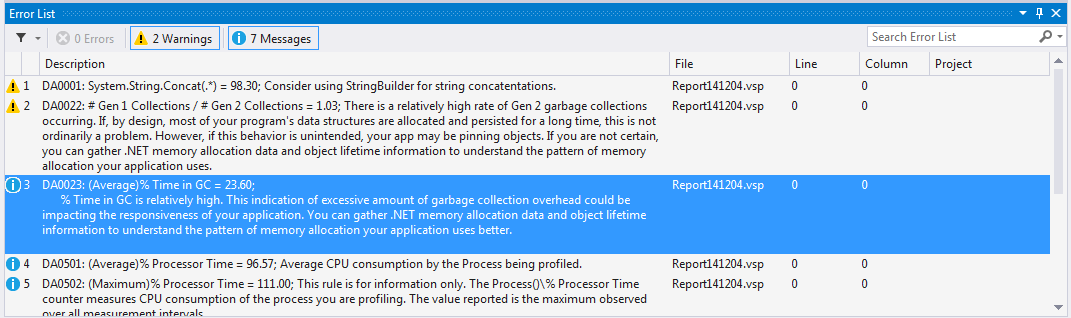 Error List
0 Errors 2 Warnings 7 Messages Search Error List
Description File Line Column Project
1 DA0001: System.String.Concat(.*) = 98.30; Consider using StringBuilder for string concatentations. Report141204.vsp 0 0
2 DA0022: # Gen 1 Collections / # Gen 2 Collections = 1.03; There is a relatively high rate of Gen 2 garbage collections Report141204.vsp 0 0
occurring. If, by design, most of your program's data structures are allocated and persisted for a long time, this is not
ordinarily a problem. However, if this behavior is unintended, your app may be pinning objects. If you are not certain,
you can gather .NET memory allocation data and object lifetime information to understand the pattern of memory
allocation your application uses.
3 DA0023: (Average)% Time in GC = 23.60; Report141204.vsp 0 0
% Time in GC is relatively high. This indication of excessive amount of garbage collection overhead could be
impacting the responsiveness of your application. You can gather .NET memory allocation data and object lifetime
information to understand the pattern of memory allocation your application uses better.
4 DA0501: (Average)% Processor Time = 96.57; Average CPU consumption by the Process being profiled. Report141204.vsp 0 0
5 DA0502: (Maximum)% Processor Time = 111.00; This rule is for information only. The Process()\% Processor Time Report141204.vsp 0 0
counter measures CPU consumption of the process you are profiling. The value reported is the maximum observed
over all measurement intervals.